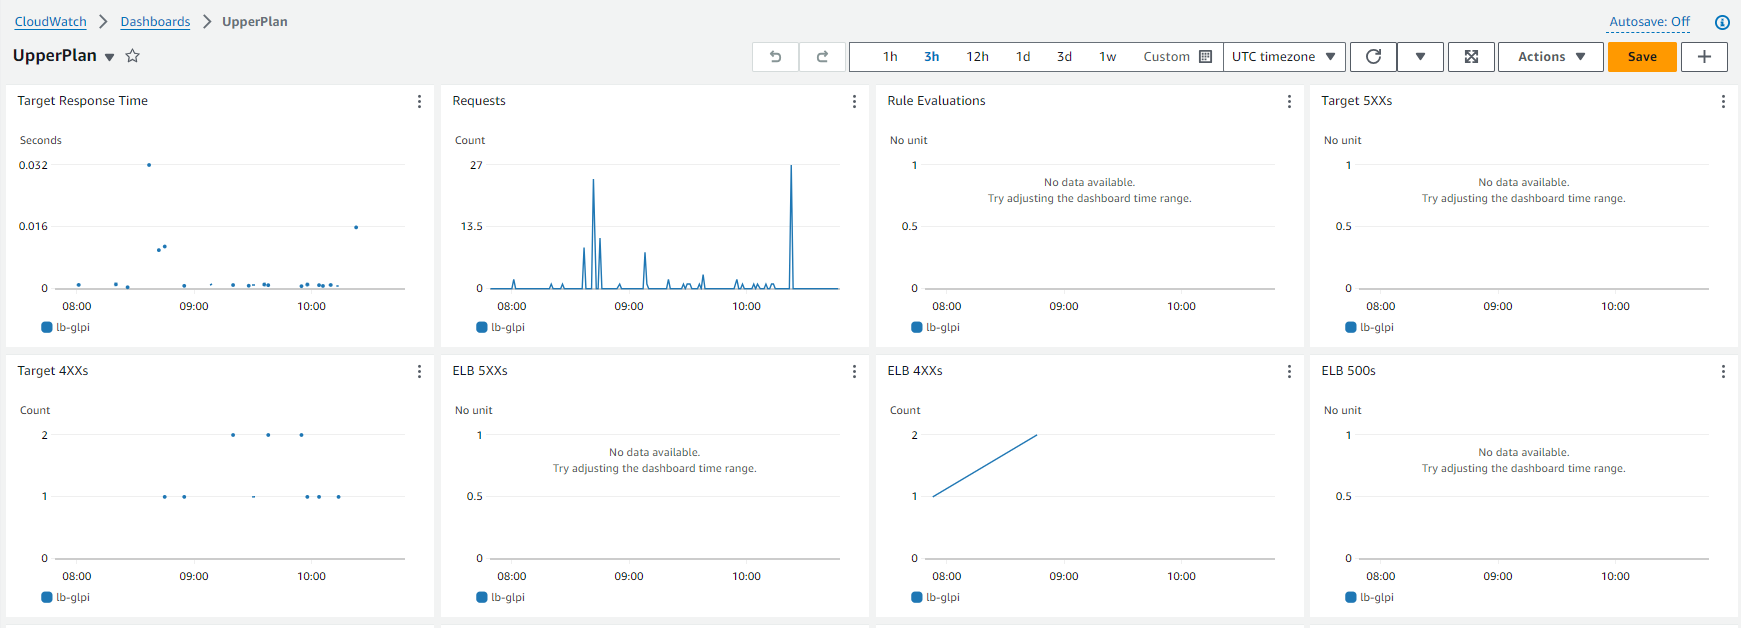 CloudWatch > Dashboards > UpperPlan
Autosave: Off
UpperPlan
1h 3h 12h 1d 3d 1w Custom UTC timezone Actions Save
Target Response Time
Seconds
0.032
0.016
0
08:00 09:00 10:00
lb-glpi
Requests
Count
27
13.5
0
08:00 09:00 10:00
lb-glpi
Rule Evaluations
No unit
1
No data available.
Try adjusting the dashboard time range.
0.5
0
08:00 09:00 10:00
lb-glpi
Target 5XXs
No unit
1
No data available.
Try adjusting the dashboard time range.
0.5
0
08:00 09:00 10:00
lb-glpi
Target 4XXs
Count
2
1
0
08:00 09:00 10:00
lb-glpi
ELB 5XXs
No unit
1
No data available.
Try adjusting the dashboard time range.
0.5
0
08:00 09:00 10:00
lb-glpi
ELB 4XXs
Count
2
1
0
08:00 09:00 10:00
lb-glpi
ELB 500s
No unit
1
No data available.
Try adjusting the dashboard time range.
0.5
0
08:00 09:00 10:00
lb-glpi